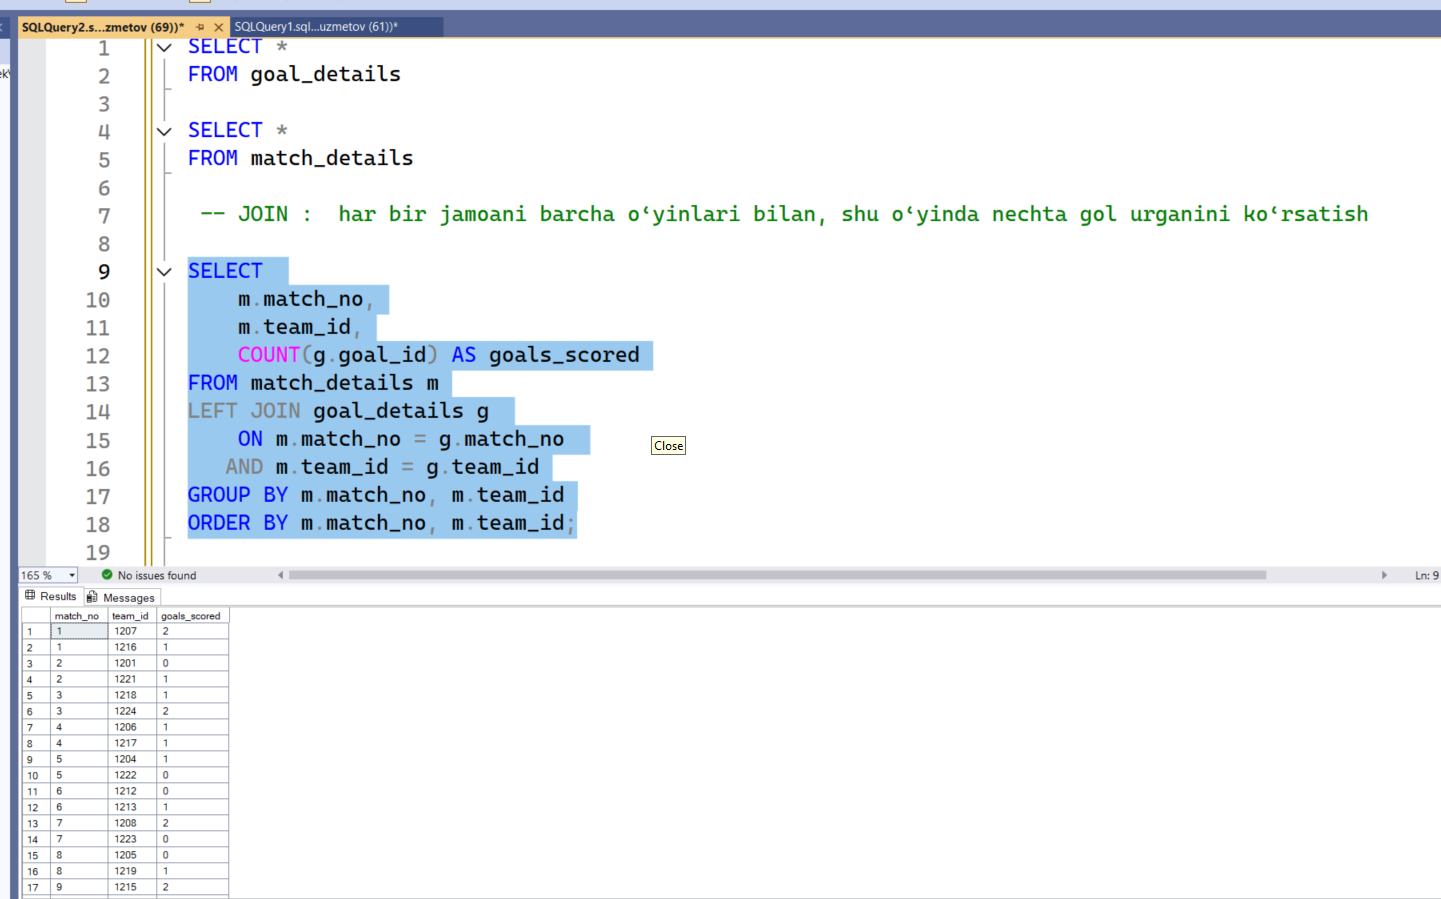 SQLQuery2.s...zmetov (69))* SQLQuery1.sql...uzmetov (61))*
1 SELECT *
2 FROM goal_details
3
4 SELECT *
5 FROM match_details
6
7 -- JOIN : har bir jamoani barcha oʻyinlari bilan, shu oʻyinda nechta gol urganini koʻrsatish
8
9 SELECT
10 m.match_no,
11 m.team_id,
12 COUNT(g.goal_id) AS goals_scored
13 FROM match_details m
14 LEFT JOIN goal_details g
15 ON m.match_no = g.match_no
Close
16 AND m.team_id = g.team_id
17 GROUP BY m.match_no, m.team_id
18 ORDER BY m.match_no, m.team_id;
19
165 % No issues found Ln: 9
Results Messages
match_no team_id goals_scored
1 1 1207 2
2 1 1216 1
3 2 1201 0
4 2 1221 1
5 3 1218 1
6 3 1224 2
7 4 1206 1
8 4 1217 1
9 5 1204 1
10 5 1222 0
11 6 1212 0
12 6 1213 1
13 7 1208 2
14 7 1223 0
15 8 1205 0
16 8 1219 1
17 9 1215 2